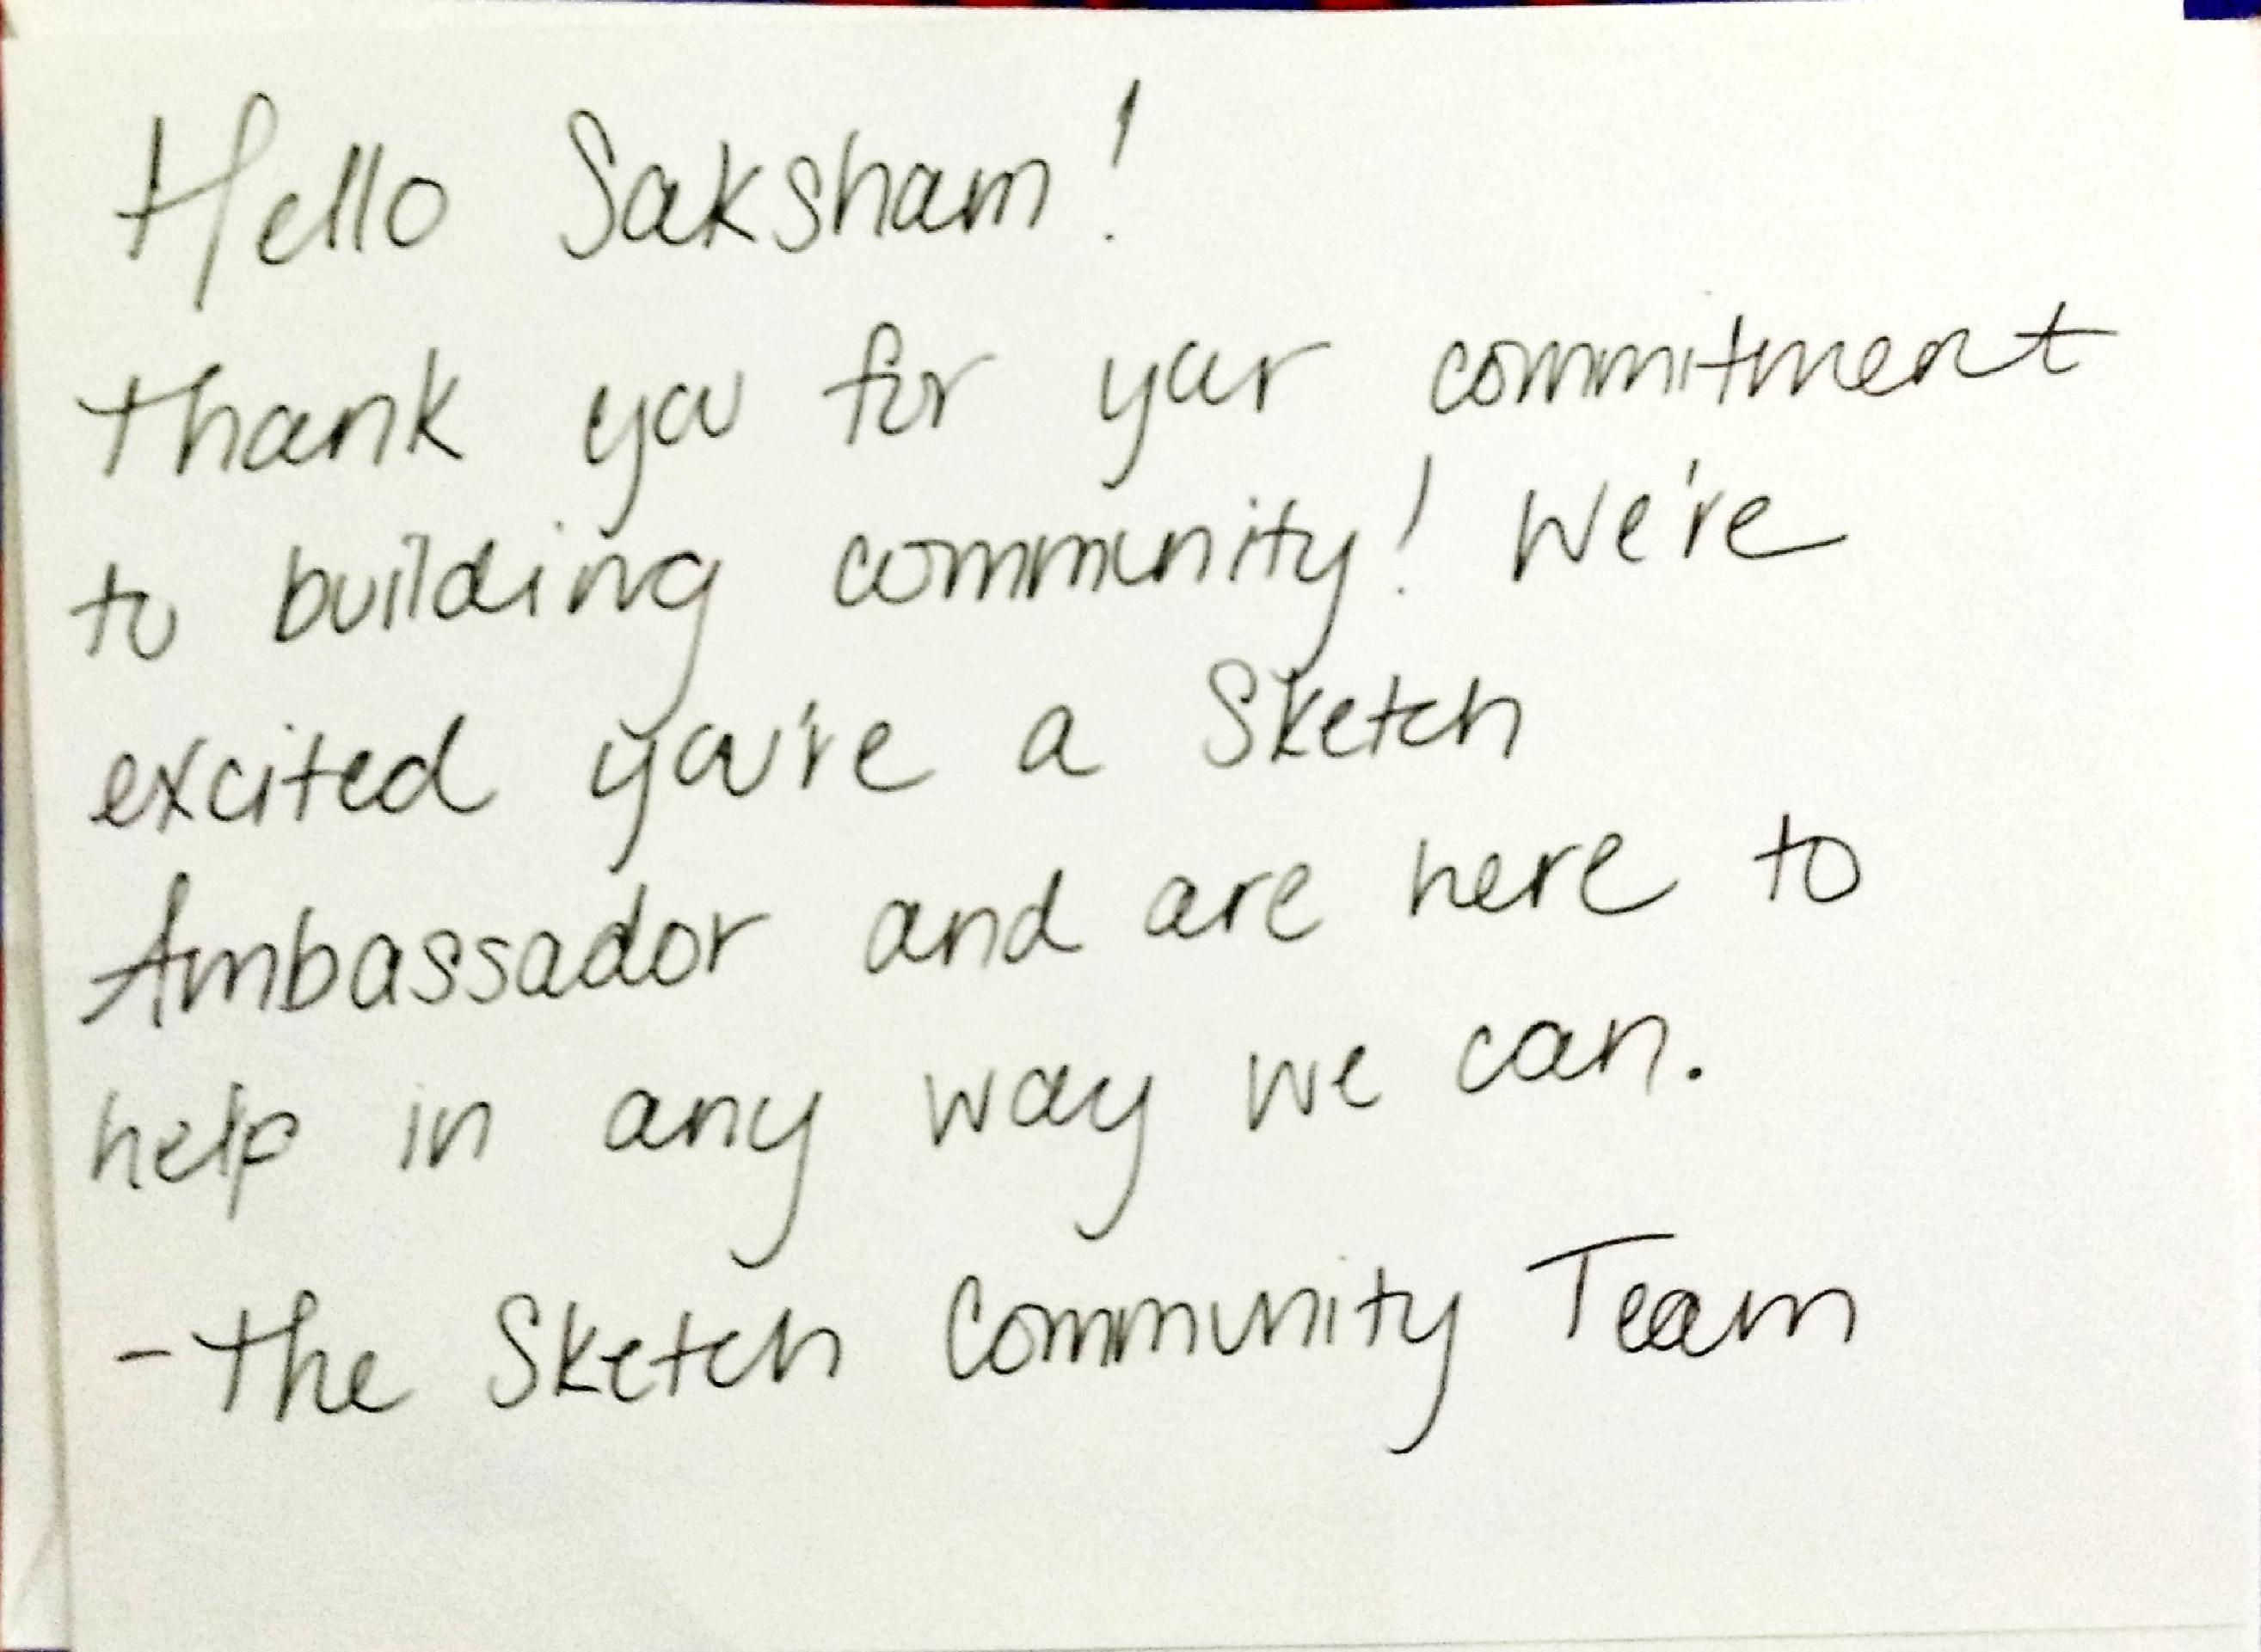 Hello Saksham!
Thank you for your commitment
to building community! We're
excited you're a Sketch
Ambassador and are here to
help in any way we can.
-The Sketch Community Team